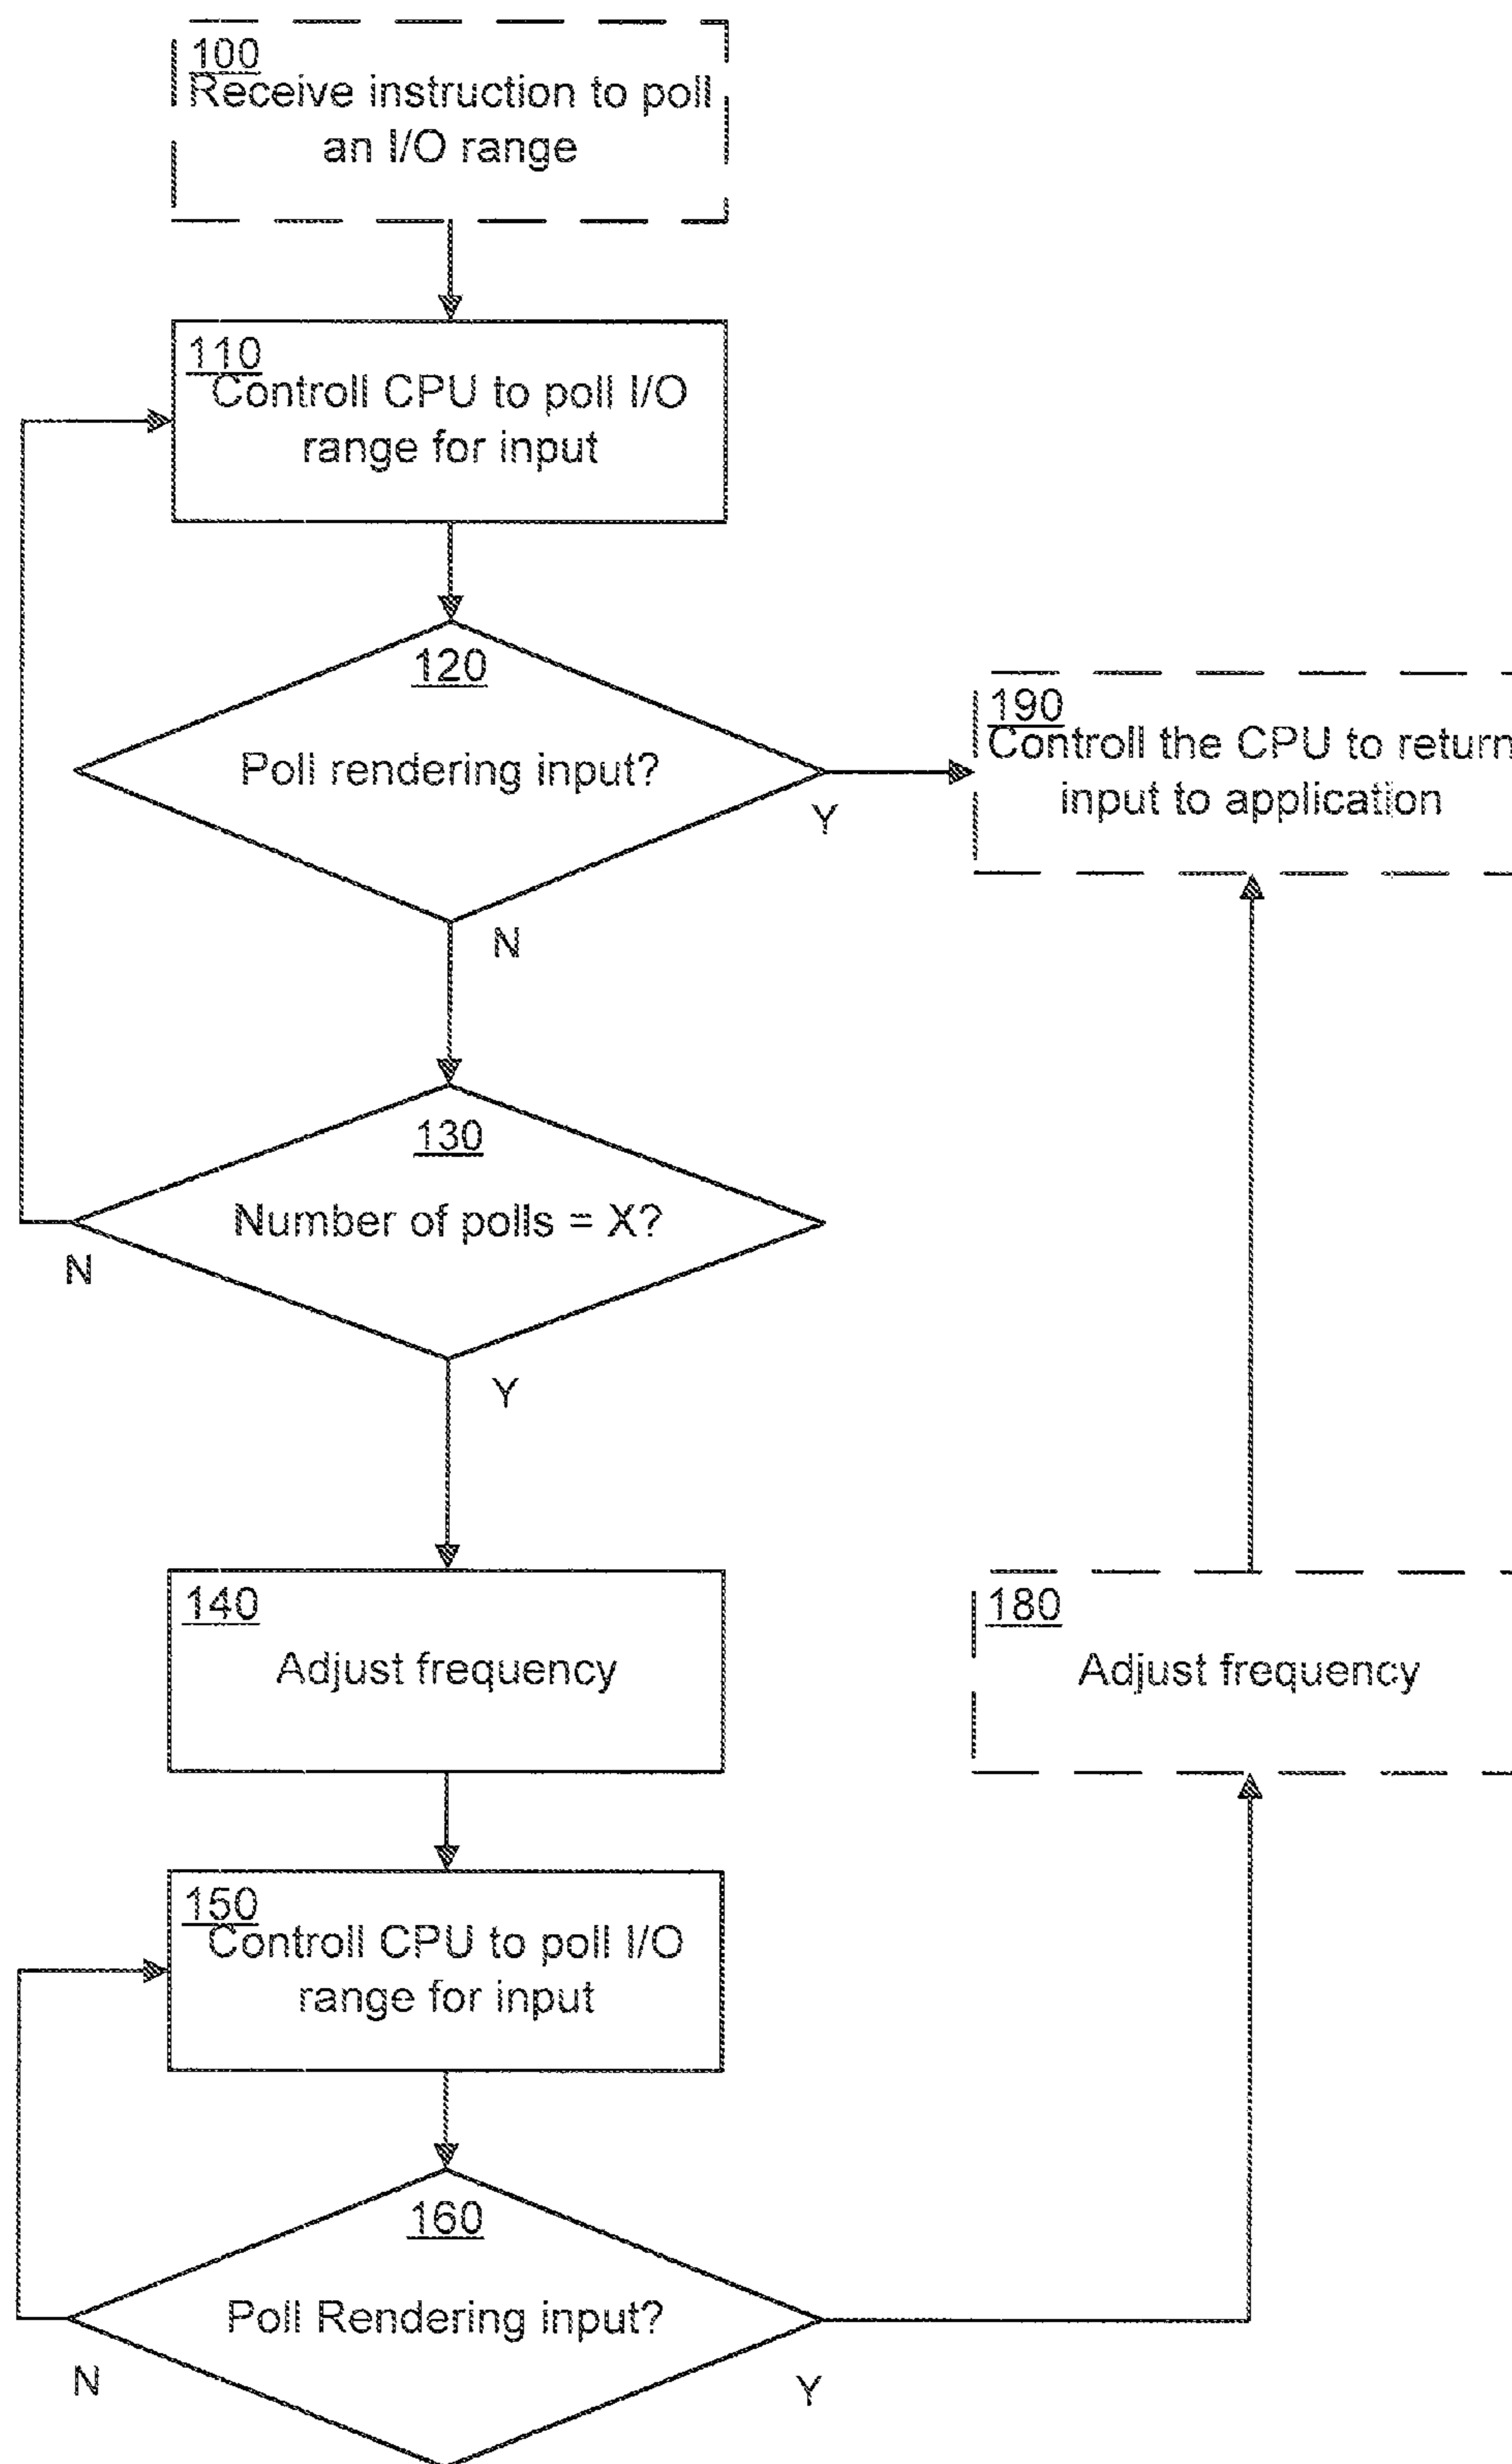 100
Receive instruction to poll
an I/O range
110
Controll CPU to poll I/O
range for input
120
Poll rendering input?
Y
N
190
Controll the CPU to return
input to application
130
Number of polls = X?
N
Y
140
Adjust frequency
180
Adjust frequency
150
Controll CPU to poll I/O
range for input
160
Poll Rendering input?
N
Y